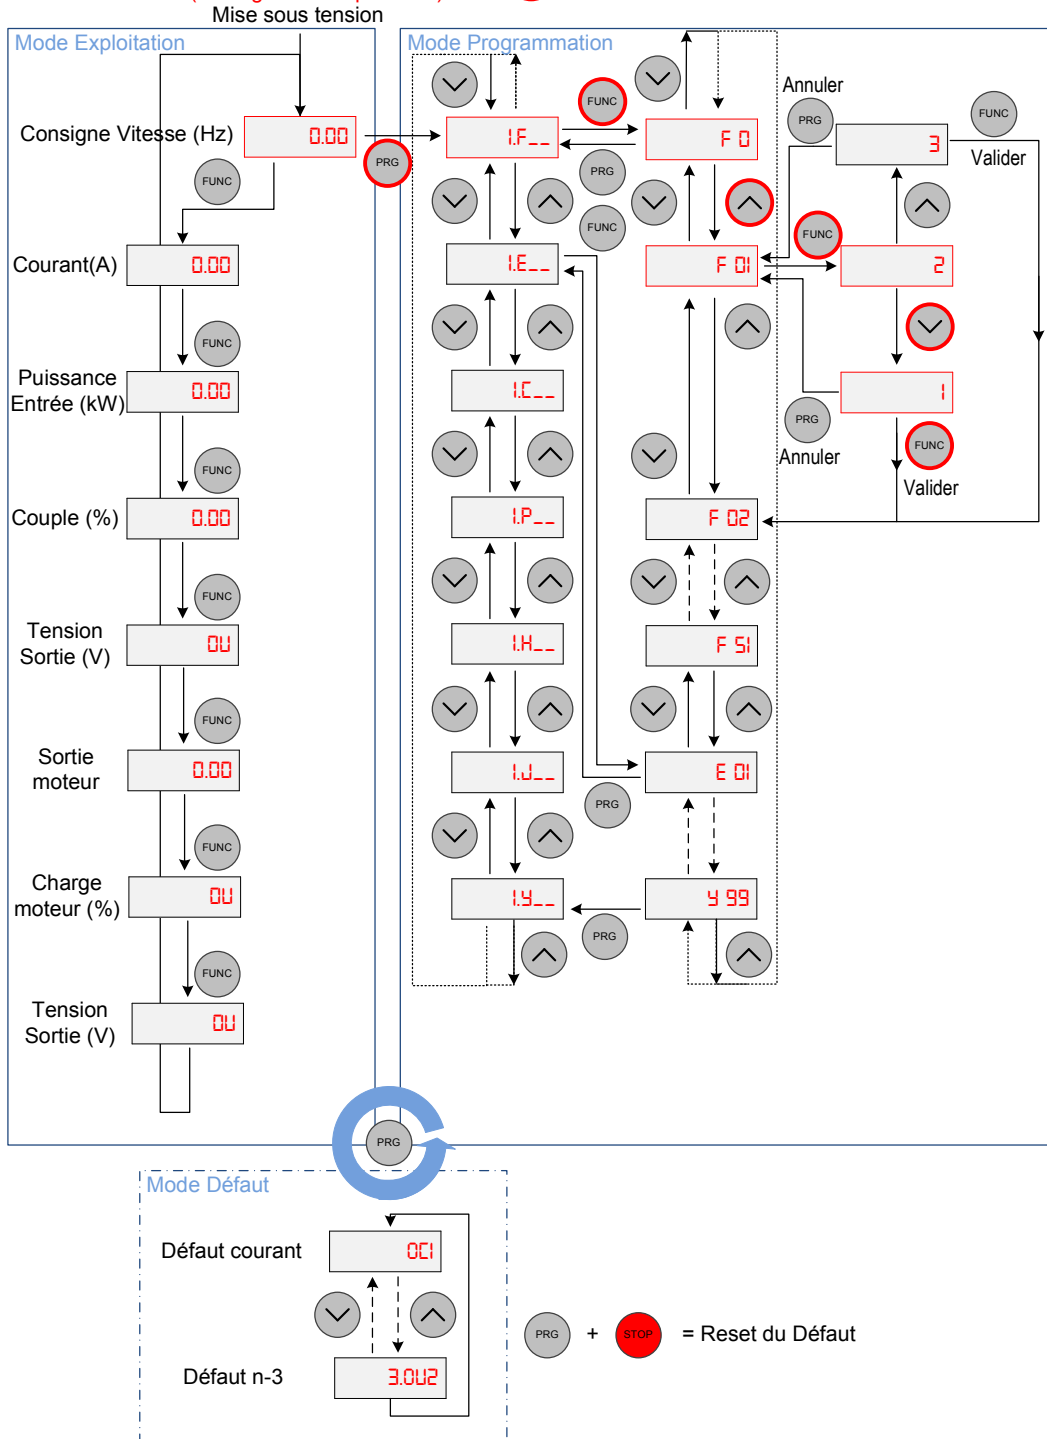 Mise sous tension
Mode Exploitation
Mode Programmation
Consigne Vitesse (Hz)
0.00
PRG
FUNC
Courant(A)
0.00
FUNC
Puissance
Entrée (kW)
0.00
FUNC
Couple (%)
0.00
FUNC
Tension
Sortie (V)
0U
FUNC
Sortie
moteur
0.00
FUNC
Charge
moteur (%)
0U
FUNC
Tension
Sortie (V)
0U
1.F__
FUNC
F 0
PRG
FUNC
1.E__
F 01
FUNC
Annuler
PRG
3
FUNC
Valider
2
1
PRG
Annuler
FUNC
Valider
1.C__
1.P__
F 02
1.H__
F 51
1.J__
E 01
PRG
1.y__
y 99
PRG
PRG
Mode Défaut
Défaut courant
0C1
Défaut n-3
3.0U2
PRG
+
STOP
= Reset du Défaut